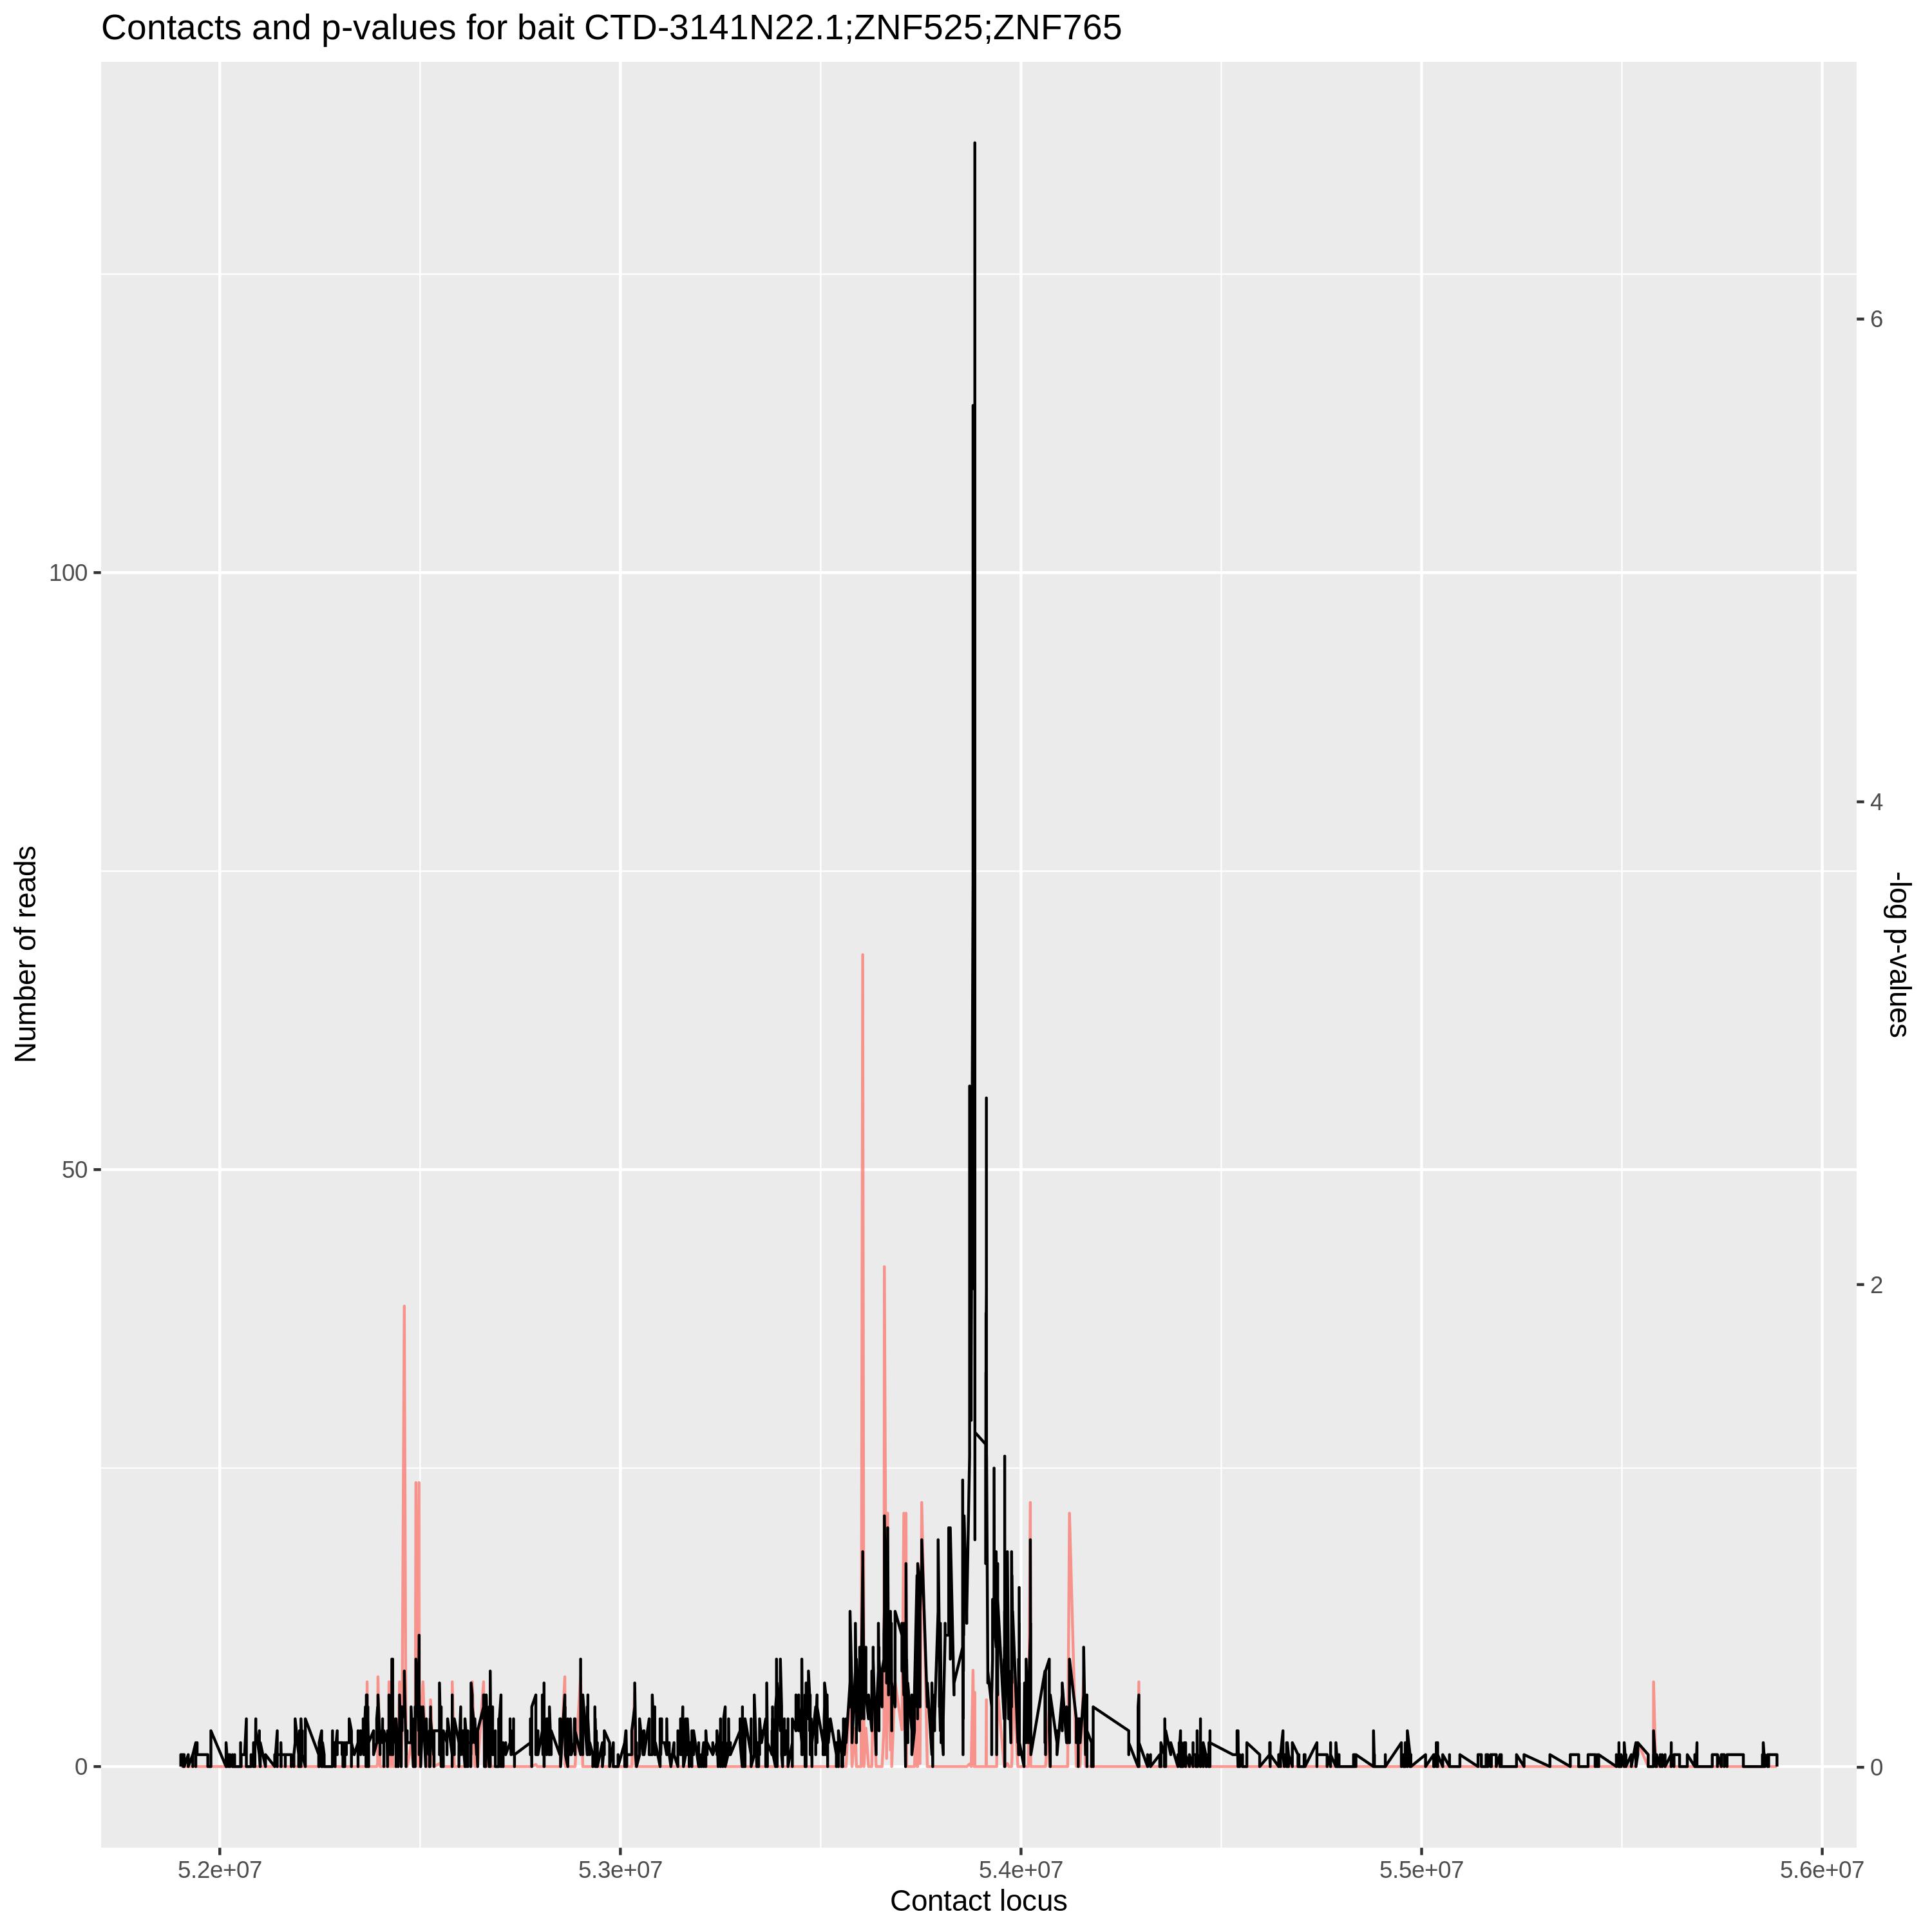 Contacts and p-values for bait CTD-3141N22.1;ZNF525;ZNF765
Number of reads
100
50
0
6
4
2
0
-log p-values
5.2e+07 5.3e+07 5.4e+07 5.5e+07 5.6e+07
Contact locus